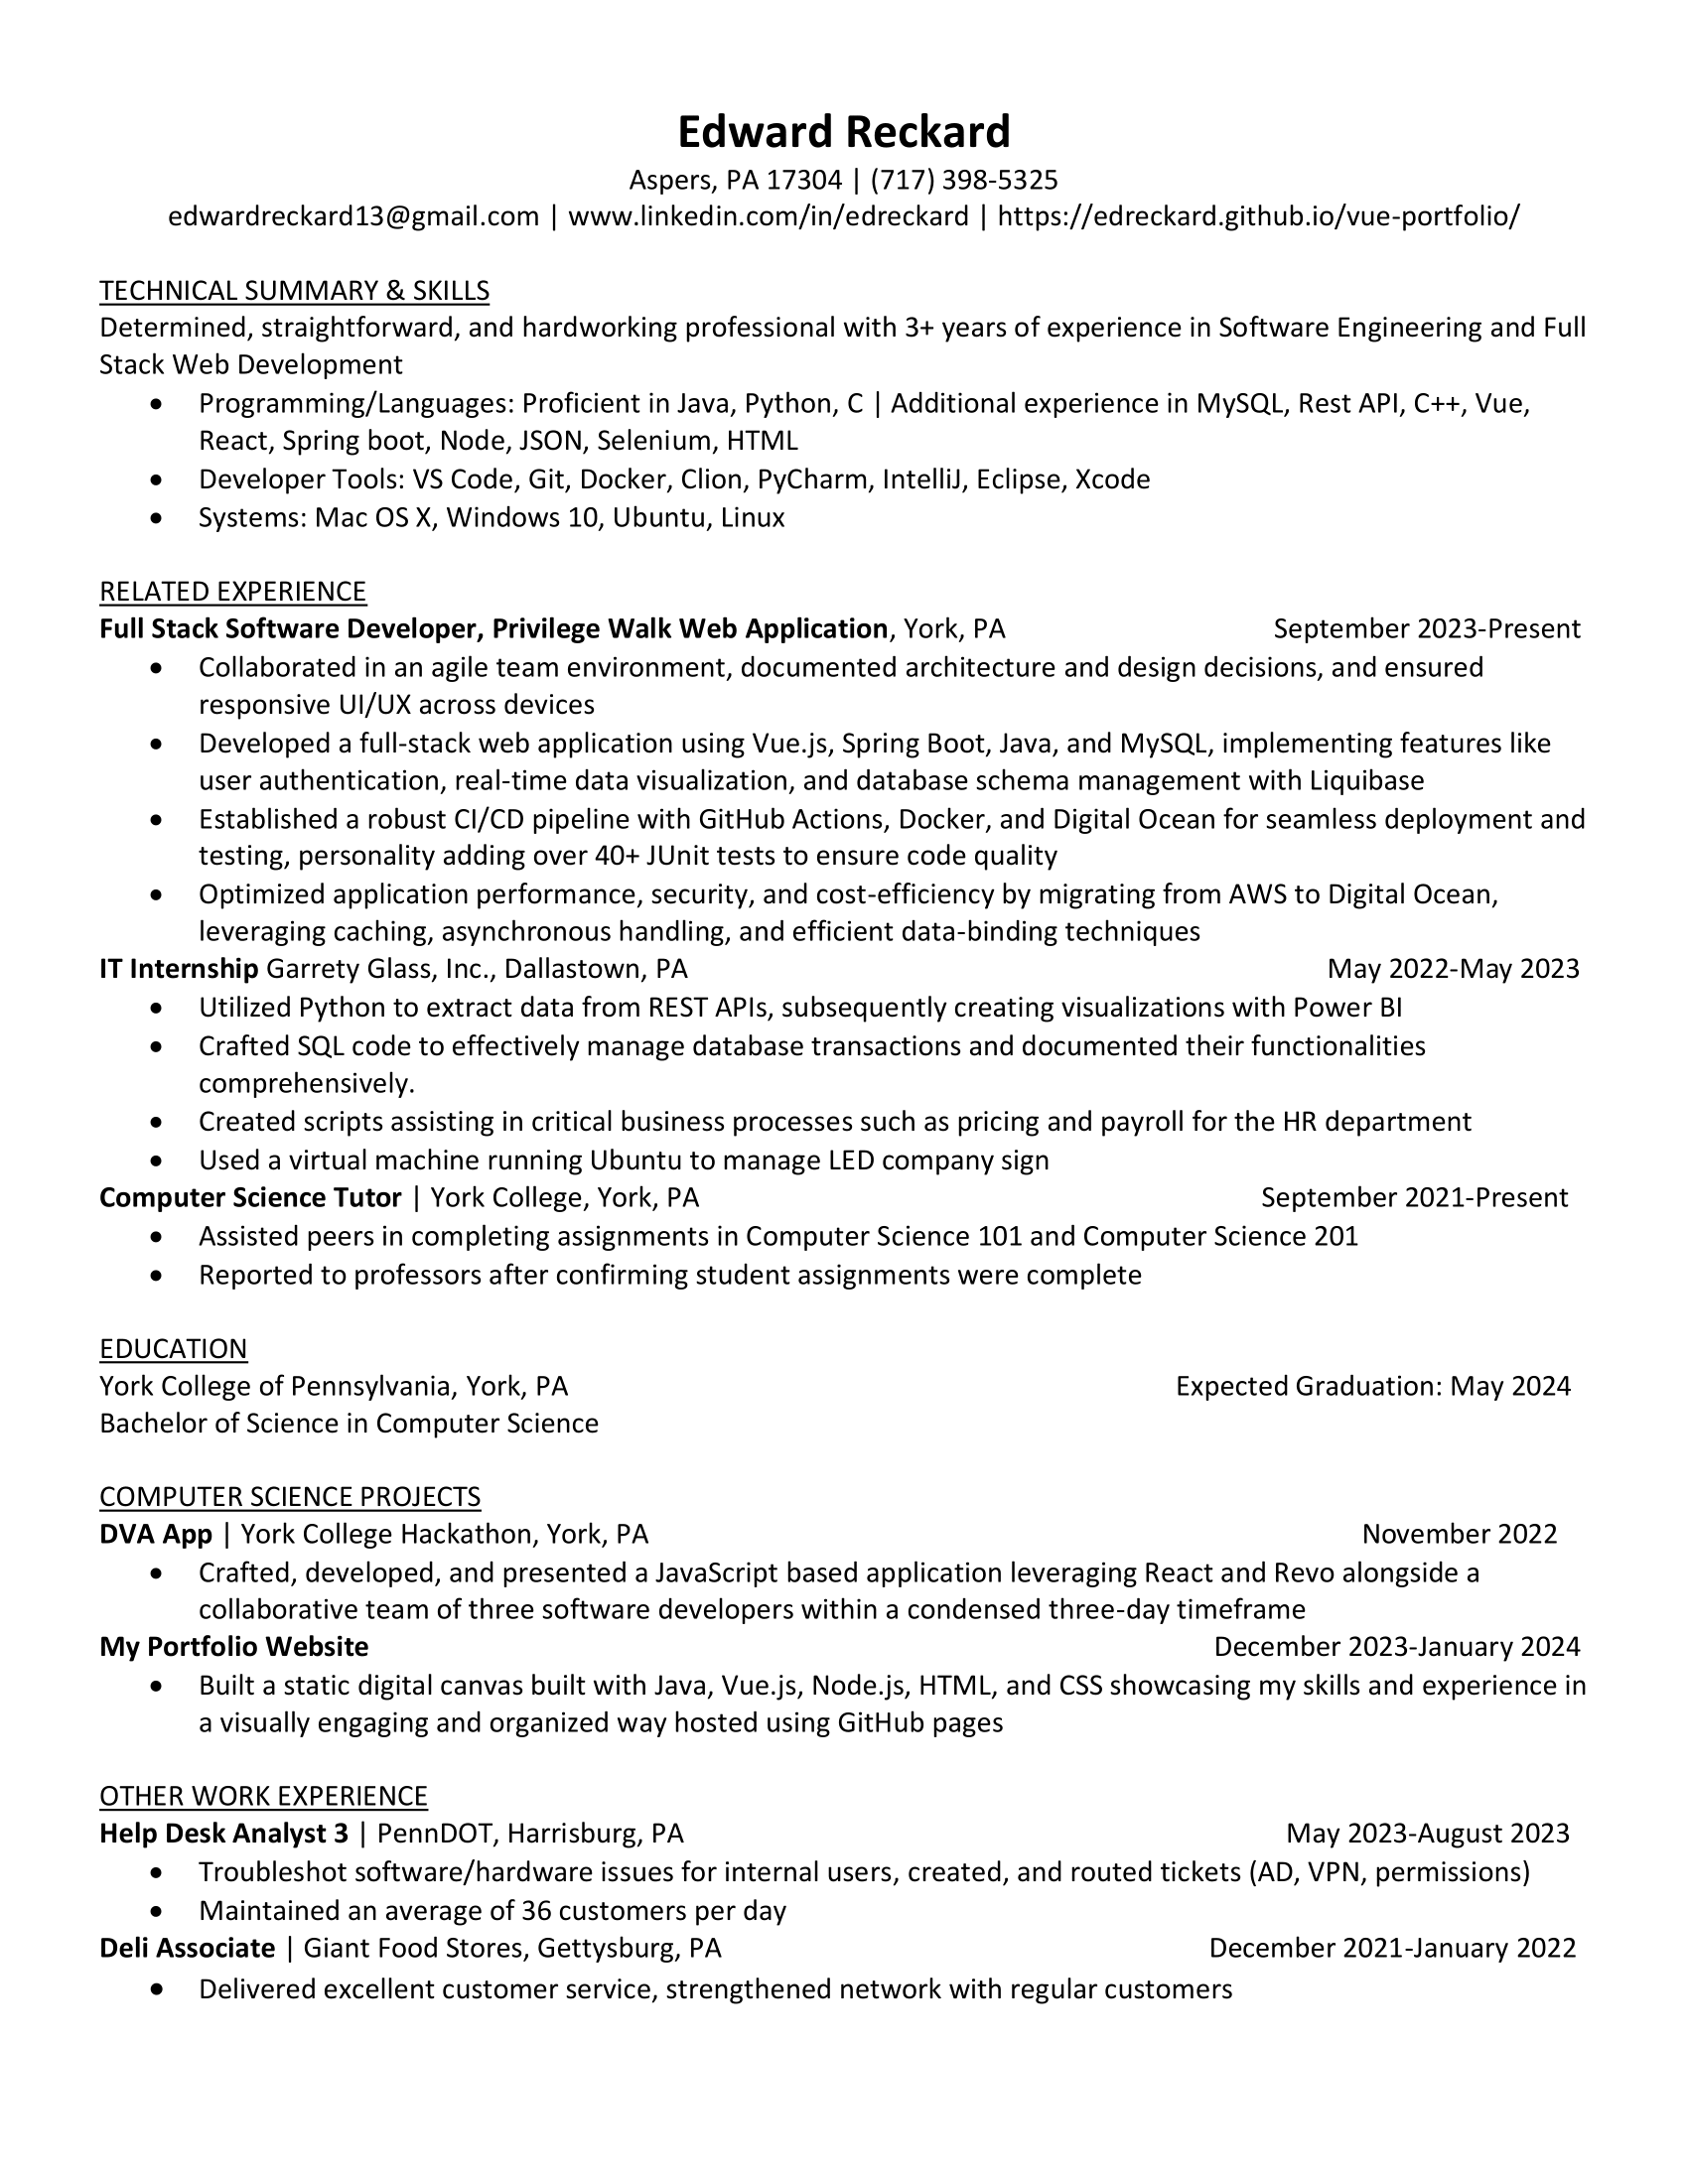 Edward Reckard
Aspers, PA 17304 | (717) 398-5325
edwardreckard13@gmail.com | www.linkedin.com/in/edreckard | https://edreckard.github.io/vue-portfolio/
TECHNICAL SUMMARY & SKILLS
Determined, straightforward, and hardworking professional with 3+ years of experience in Software Engineering and Full
Stack Web Development
• Programming/Languages: Proficient in Java, Python, C | Additional experience in MySQL, Rest API, C++, Vue,
React, Spring boot, Node, JSON, Selenium, HTML
• Developer Tools: VS Code, Git, Docker, Clion, PyCharm, IntelliJ, Eclipse, Xcode
• Systems: Mac OS X, Windows 10, Ubuntu, Linux
RELATED EXPERIENCE
Full Stack Software Developer, Privilege Walk Web Application, York, PA September 2023-Present
• Collaborated in an agile team environment, documented architecture and design decisions, and ensured
responsive UI/UX across devices
• Developed a full-stack web application using Vue.js, Spring Boot, Java, and MySQL, implementing features like
user authentication, real-time data visualization, and database schema management with Liquibase
• Established a robust CI/CD pipeline with GitHub Actions, Docker, and Digital Ocean for seamless deployment and
testing, personality adding over 40+ JUnit tests to ensure code quality
• Optimized application performance, security, and cost-efficiency by migrating from AWS to Digital Ocean,
leveraging caching, asynchronous handling, and efficient data-binding techniques
IT Internship Garrety Glass, Inc., Dallastown, PA May 2022-May 2023
• Utilized Python to extract data from REST APIs, subsequently creating visualizations with Power BI
• Crafted SQL code to effectively manage database transactions and documented their functionalities
comprehensively.
• Created scripts assisting in critical business processes such as pricing and payroll for the HR department
• Used a virtual machine running Ubuntu to manage LED company sign
Computer Science Tutor | York College, York, PA September 2021-Present
• Assisted peers in completing assignments in Computer Science 101 and Computer Science 201
• Reported to professors after confirming student assignments were complete
EDUCATION
York College of Pennsylvania, York, PA Expected Graduation: May 2024
Bachelor of Science in Computer Science
COMPUTER SCIENCE PROJECTS
DVA App | York College Hackathon, York, PA November 2022
• Crafted, developed, and presented a JavaScript based application leveraging React and Revo alongside a
collaborative team of three software developers within a condensed three-day timeframe
My Portfolio Website December 2023-January 2024
• Built a static digital canvas built with Java, Vue.js, Node.js, HTML, and CSS showcasing my skills and experience in
a visually engaging and organized way hosted using GitHub pages
OTHER WORK EXPERIENCE
Help Desk Analyst 3 | PennDOT, Harrisburg, PA May 2023-August 2023
• Troubleshot software/hardware issues for internal users, created, and routed tickets (AD, VPN, permissions)
• Maintained an average of 36 customers per day
Deli Associate | Giant Food Stores, Gettysburg, PA December 2021-January 2022
• Delivered excellent customer service, strengthened network with regular customers